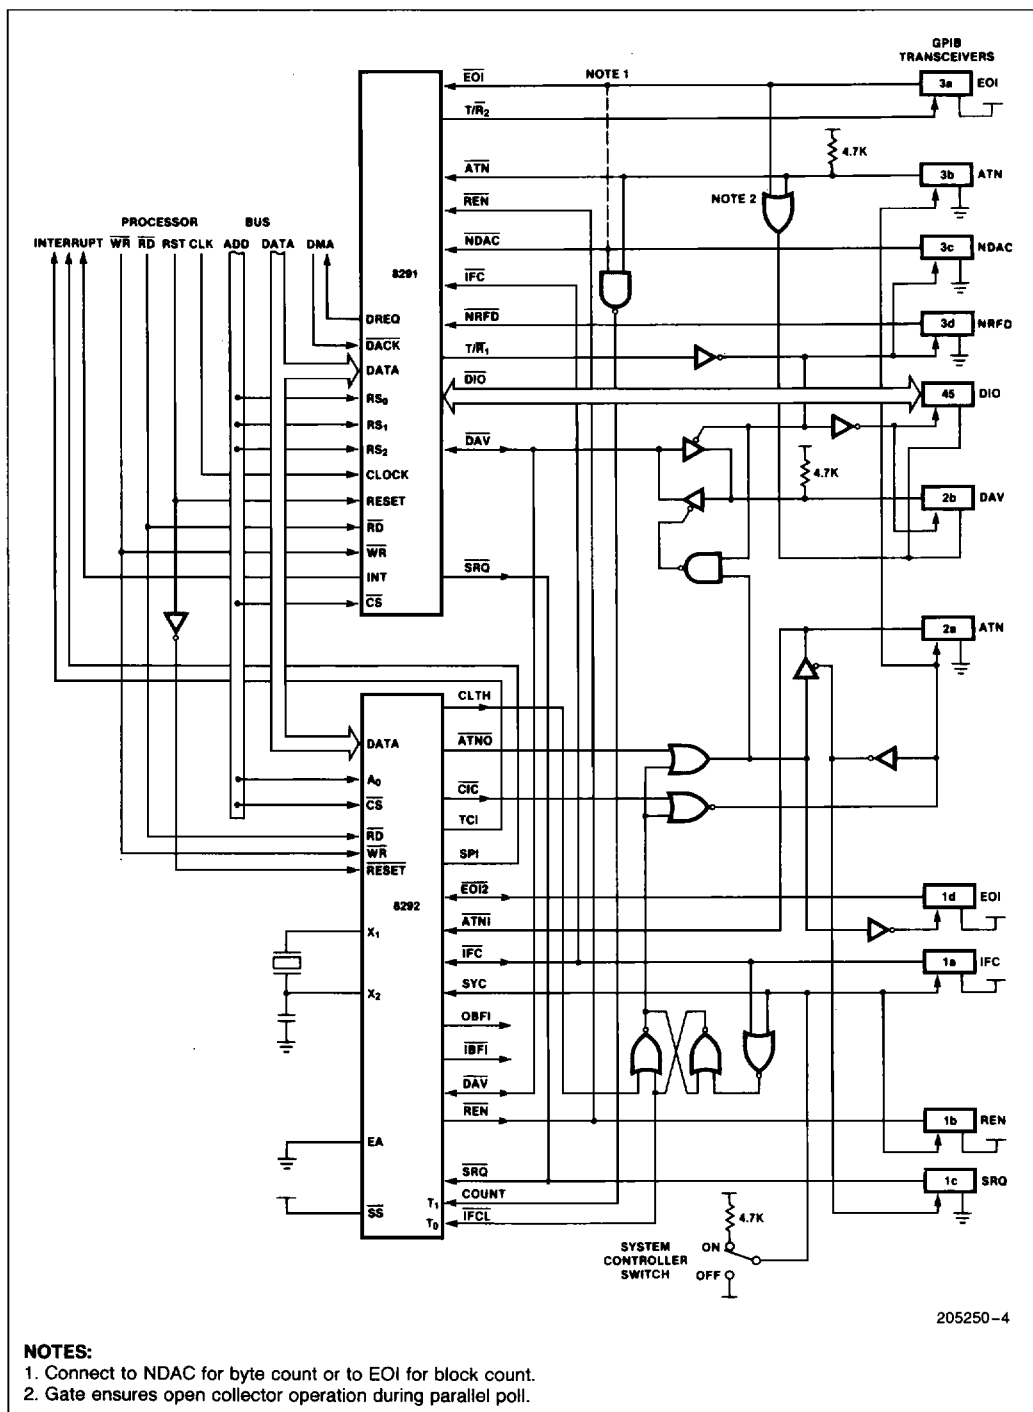 GPIB
TRANSCEIVERS
EOI NOTE 1 3a EOI
T/R2
4.7K
ATN 3b ATN
REN NOTE 2
PROCESSOR BUS
INTERRUPT WR RD RST CLK ADD DATA DMA
NDAC 3c NDAC
8291
IFC
DREQ NRFD 3d NRFD
DACK T/R1
DATA DIO 45 DIO
RS0
RS1
RS2 DAV
CLOCK 4.7K
RESET 2b DAV
RD
WR
INT SRQ
CS
2a ATN
CLTH
DATA ATNO
A0
CS CIC
TCI
RD
WR SPI
RESET
EOI2 1d EOI
8292
X1 ATNI
IFC 1a IFC
X2 SYC
OBFI
IBFI
DAV
REN 1b REN
EA
SRQ 1c SRQ
T1 COUNT
SS T0 IFCL
4.7K
SYSTEM
CONTROLLER
SWITCH
ON
OFF
205250-4
NOTES:
1. Connect to NDAC for byte count or to EOI for block count.
2. Gate ensures open collector operation during parallel poll.